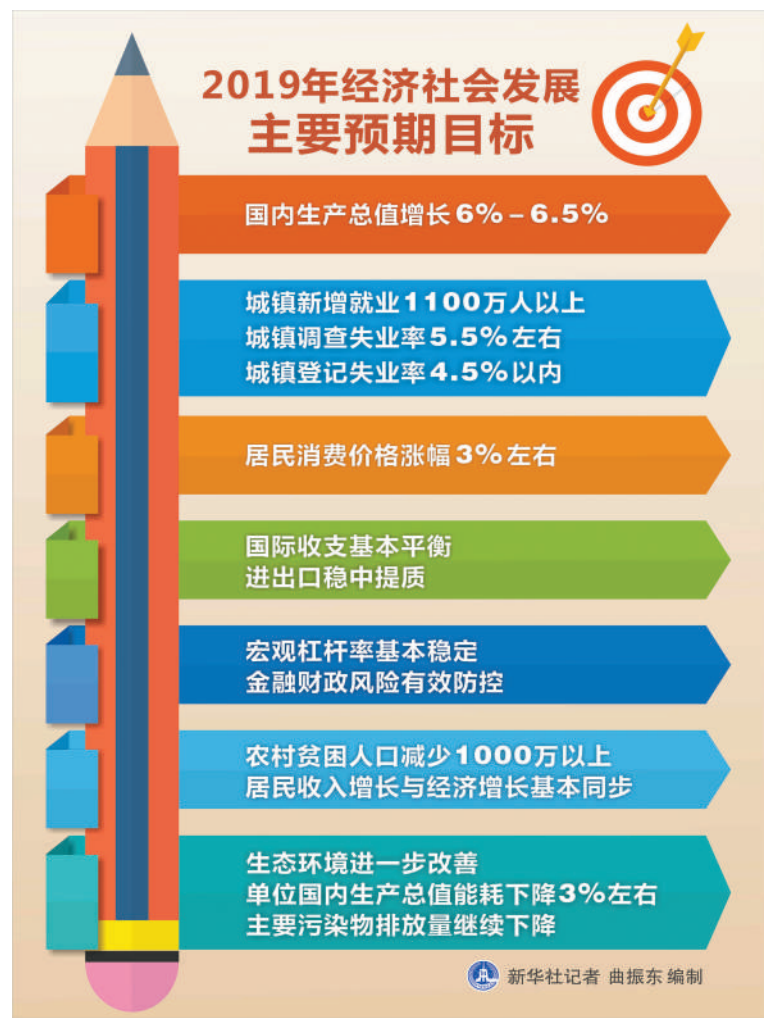 2019年经济社会发展
主要预期目标
国内生产总值增长6%－6.5%
城镇新增就业1100万人以上
城镇调查失业率5.5%左右
城镇登记失业率4.5%以内
居民消费价格涨幅3%左右
国际收支基本平衡
进出口稳中提质
宏观杠杆率基本稳定
金融财政风险有效防控
农村贫困人口减少1000万以上
居民收入增长与经济增长基本同步
生态环境进一步改善
单位国内生产总值能耗下降3%左右
主要污染物排放量继续下降
新华社记者 曲振东 编制